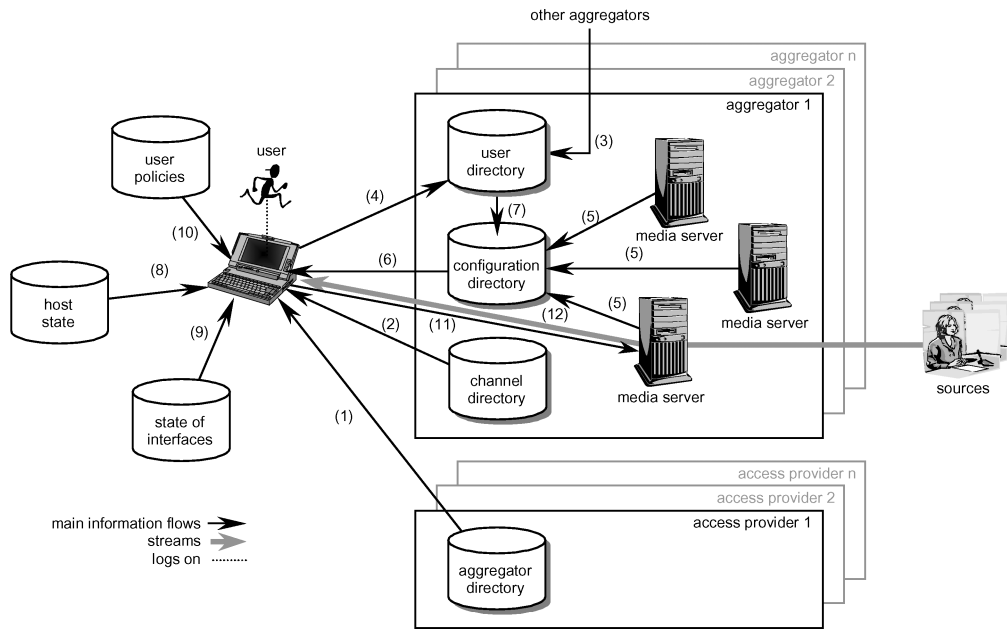 other aggregators
aggregator n
aggregator 2
aggregator 1
user
policies
user
user
directory
(3)
(4)
(10)
(7)
(5)
media server
(8)
(6)
configuration
directory
(5)
host
state
(9)
(2)
(11)
(12)
(5)
media server
channel
directory
media server
sources
state of
interfaces
(1)
access provider n
access provider 2
access provider 1
main information flows
streams
logs on
aggregator
directory